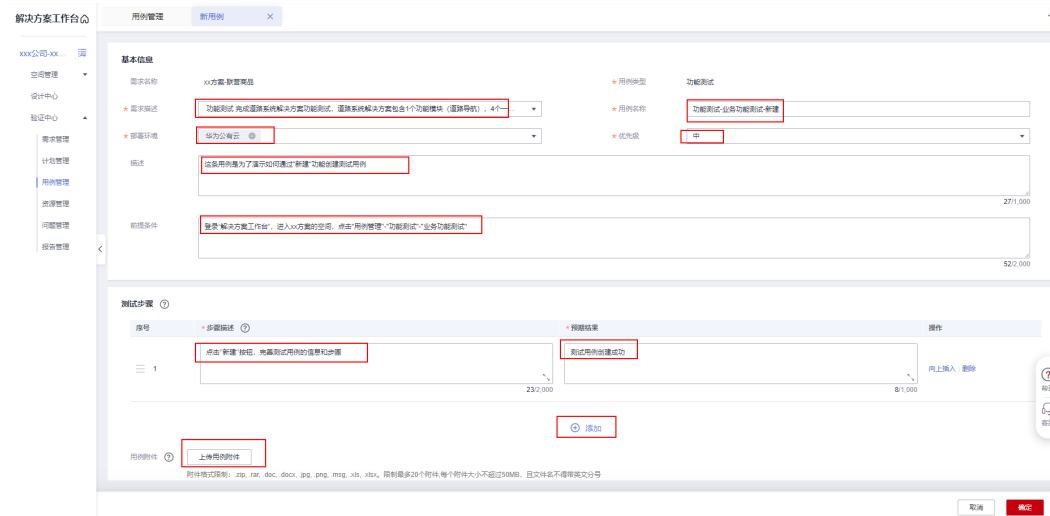 解决方案工作台
用例管理
新用例
xxx公司-xx...
空间管理
设计中心
验证中心
需求管理
计划管理
用例管理
资源管理
问题管理
报告管理
基本信息
需求名称 xx方案-联营商品
* 用例类型 功能测试
* 需求描述 功能测试 完成道路系统解决方案功能测试，道路系统解决方案包含1个功能模块（道路导航），4个一...
* 用例名称 功能测试-业务功能测试-新建
* 部署环境 华为公有云
* 优先级 中
描述 这条用例是为了演示如何通过"新建"功能创建测试用例
27/1,000
前提条件 登录"解决方案工作台"，进入xx方案的空间，点击"用例管理"-"功能测试"-"业务功能测试"
52/2,000
测试步骤
序号 * 步骤描述 * 预期结果 操作
1 点击"新建"按钮，完善测试用例的信息和步骤 测试用例创建成功 向上插入 删除
23/2,000 8/1,000
添加
用例附件 上传用例附件
附件格式限制：.zip, .rar, .doc, .docx, .jpg, .png, .msg, .xls, .xlsx。限制最多20个附件,每个附件大小不超过50MB，且文件名不得带英文分号
取消 确定